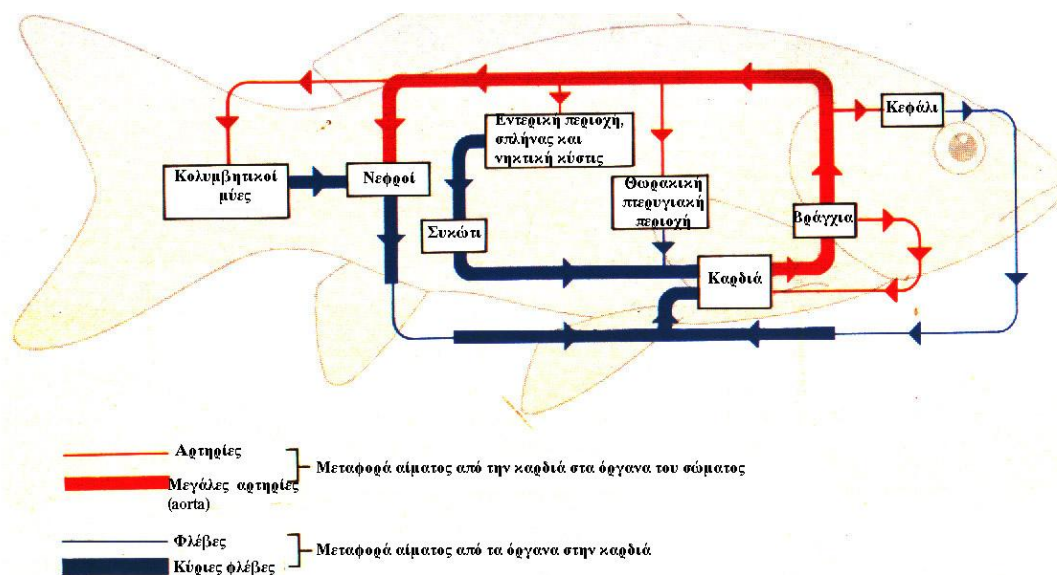 Κεφάλι
Εντερική περιοχή,
σπλήνας και
νηκτική κύστις
Κολυμβητικοί
μύες
Νεφροί
Θωρακική
πτερυγιακή
περιοχή
Βράγχια
Συκώτι
Καρδιά
Αρτηρίες
Μεταφορά αίματος από την καρδιά στα όργανα του σώματος
Μεγάλες αρτηρίες
(aorta)
Φλέβες
Μεταφορά αίματος από τα όργανα στην καρδιά
Κύριες φλέβες